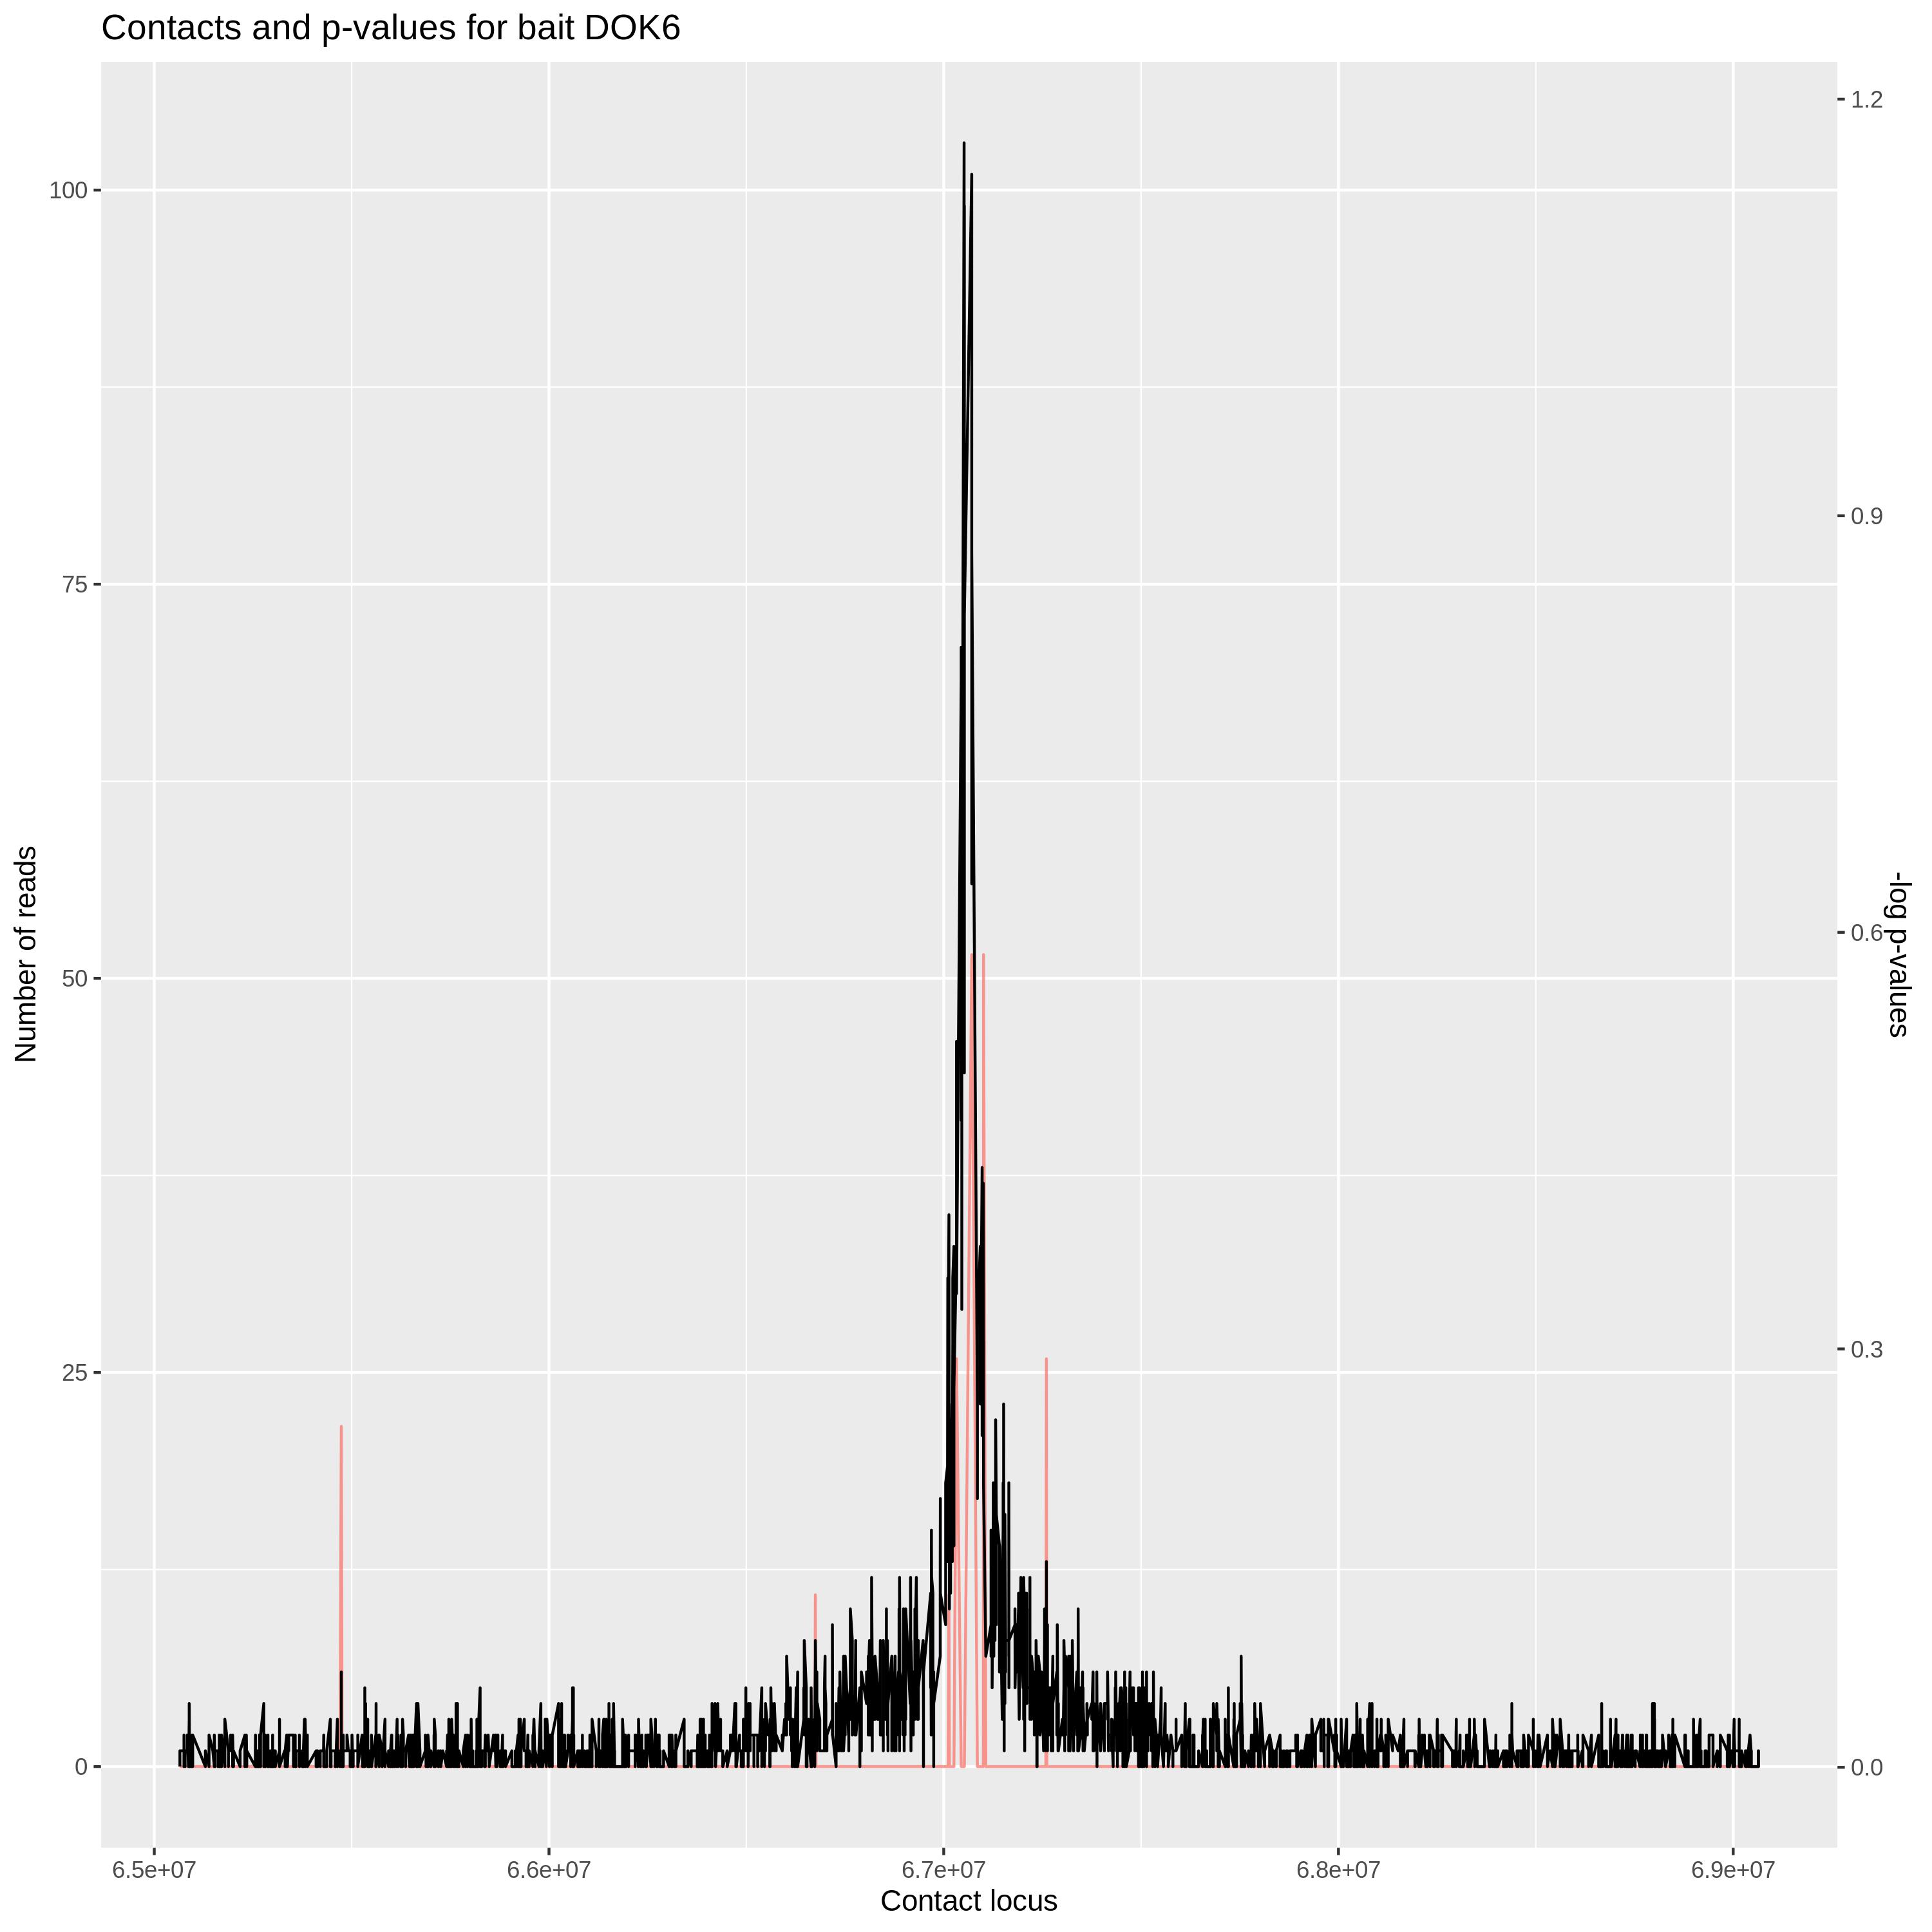 Contacts and p-values for bait DOK6
Number of reads
100
75
50
25
0
1.2
0.9
0.6
0.3
0.0
-log p-values
6.5e+07 6.6e+07 6.7e+07 6.8e+07 6.9e+07
Contact locus